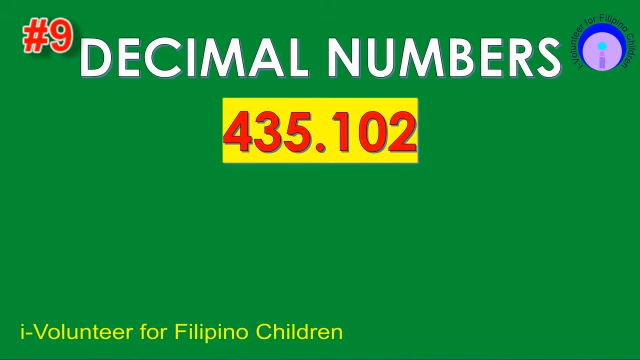 #9
DECIMAL NUMBERS
i-Volunteer for Filipino Children
i
435.102
i-Volunteer for Filipino Children